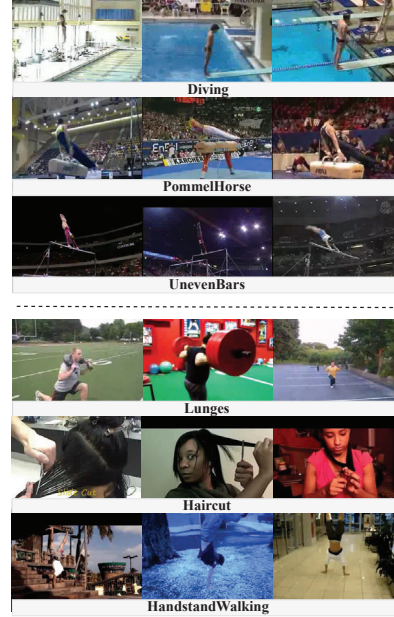 Diving
PommelHorse
UnevenBars
Lunges
Haircut
HandstandWalking